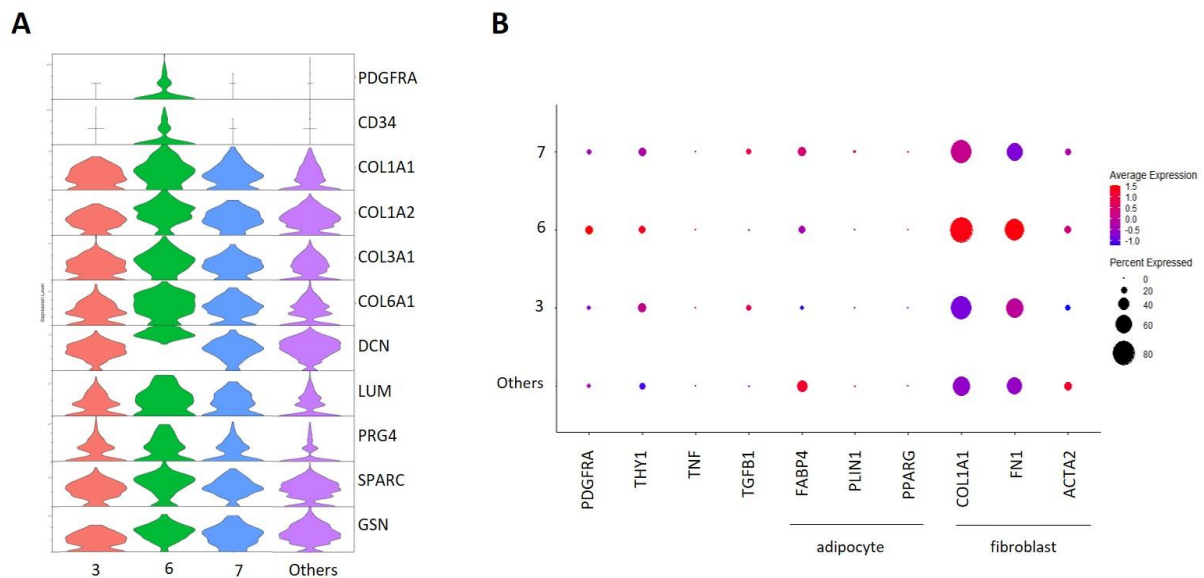 A
PDGFRA
CD34
COL1A1
COL1A2
COL3A1
COL6A1
DCN
LUM
PRG4
SPARC
GSN
Expression Level
3 6 7 Others
B
7
6
3
Others
PDGFRA
THY1
TNF
TGFB1
FABP4
PLIN1
PPARG
COL1A1
FN1
ACTA2
adipocyte
fibroblast
Average Expression
1.5
1.0
0.5
0.0
-0.5
-1.0
Percent Expressed
0
20
40
60
80